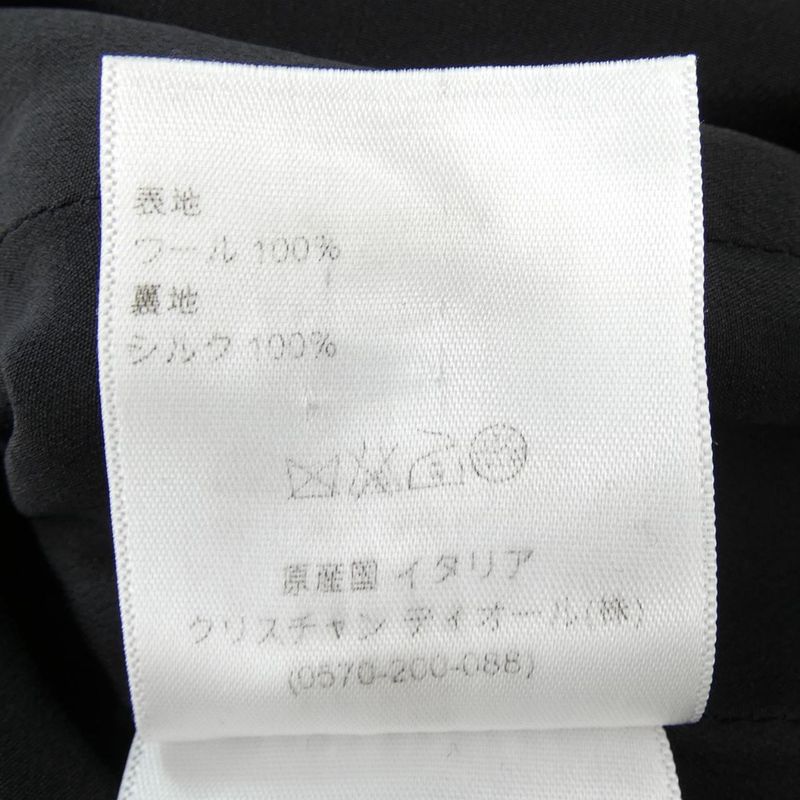 表地
ウール 100%
裏地
シルク 100%
原産国 イタリア
クリスチャン ディオール(株)
(0570-200-088)